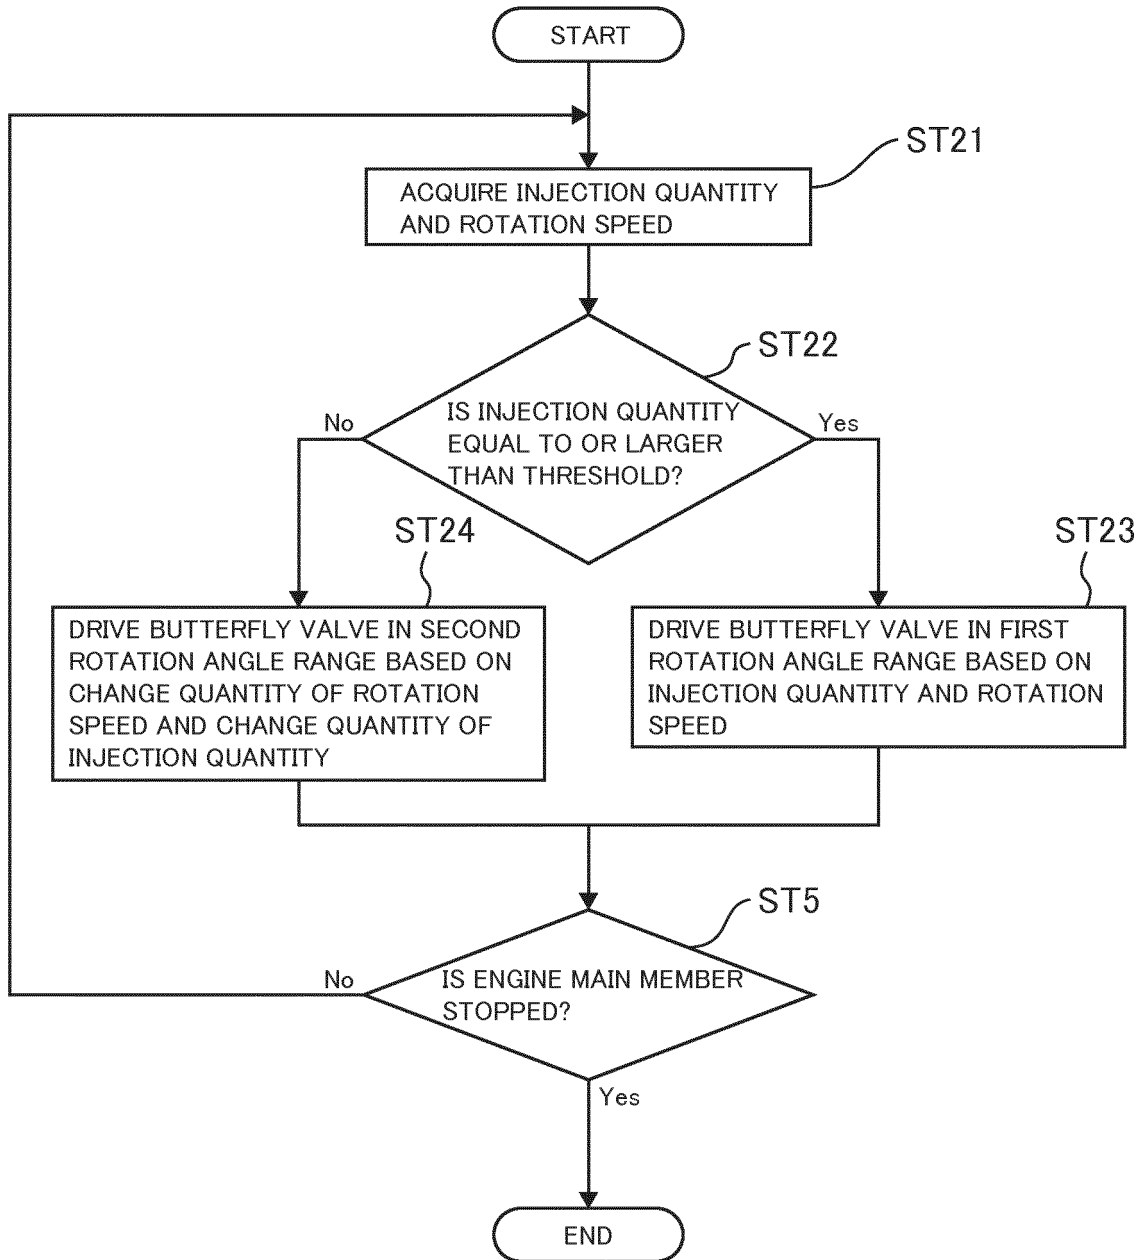 START
ST21
ACQUIRE INJECTION QUANTITY
AND ROTATION SPEED
ST22
IS INJECTION QUANTITY
EQUAL TO OR LARGER
THAN THRESHOLD?
No
Yes
ST24
ST23
DRIVE BUTTERFLY VALVE IN SECOND
ROTATION ANGLE RANGE BASED ON
CHANGE QUANTITY OF ROTATION
SPEED AND CHANGE QUANTITY OF
INJECTION QUANTITY
DRIVE BUTTERFLY VALVE IN FIRST
ROTATION ANGLE RANGE BASED ON
INJECTION QUANTITY AND ROTATION
SPEED
ST5
No
IS ENGINE MAIN MEMBER
STOPPED?
Yes
END